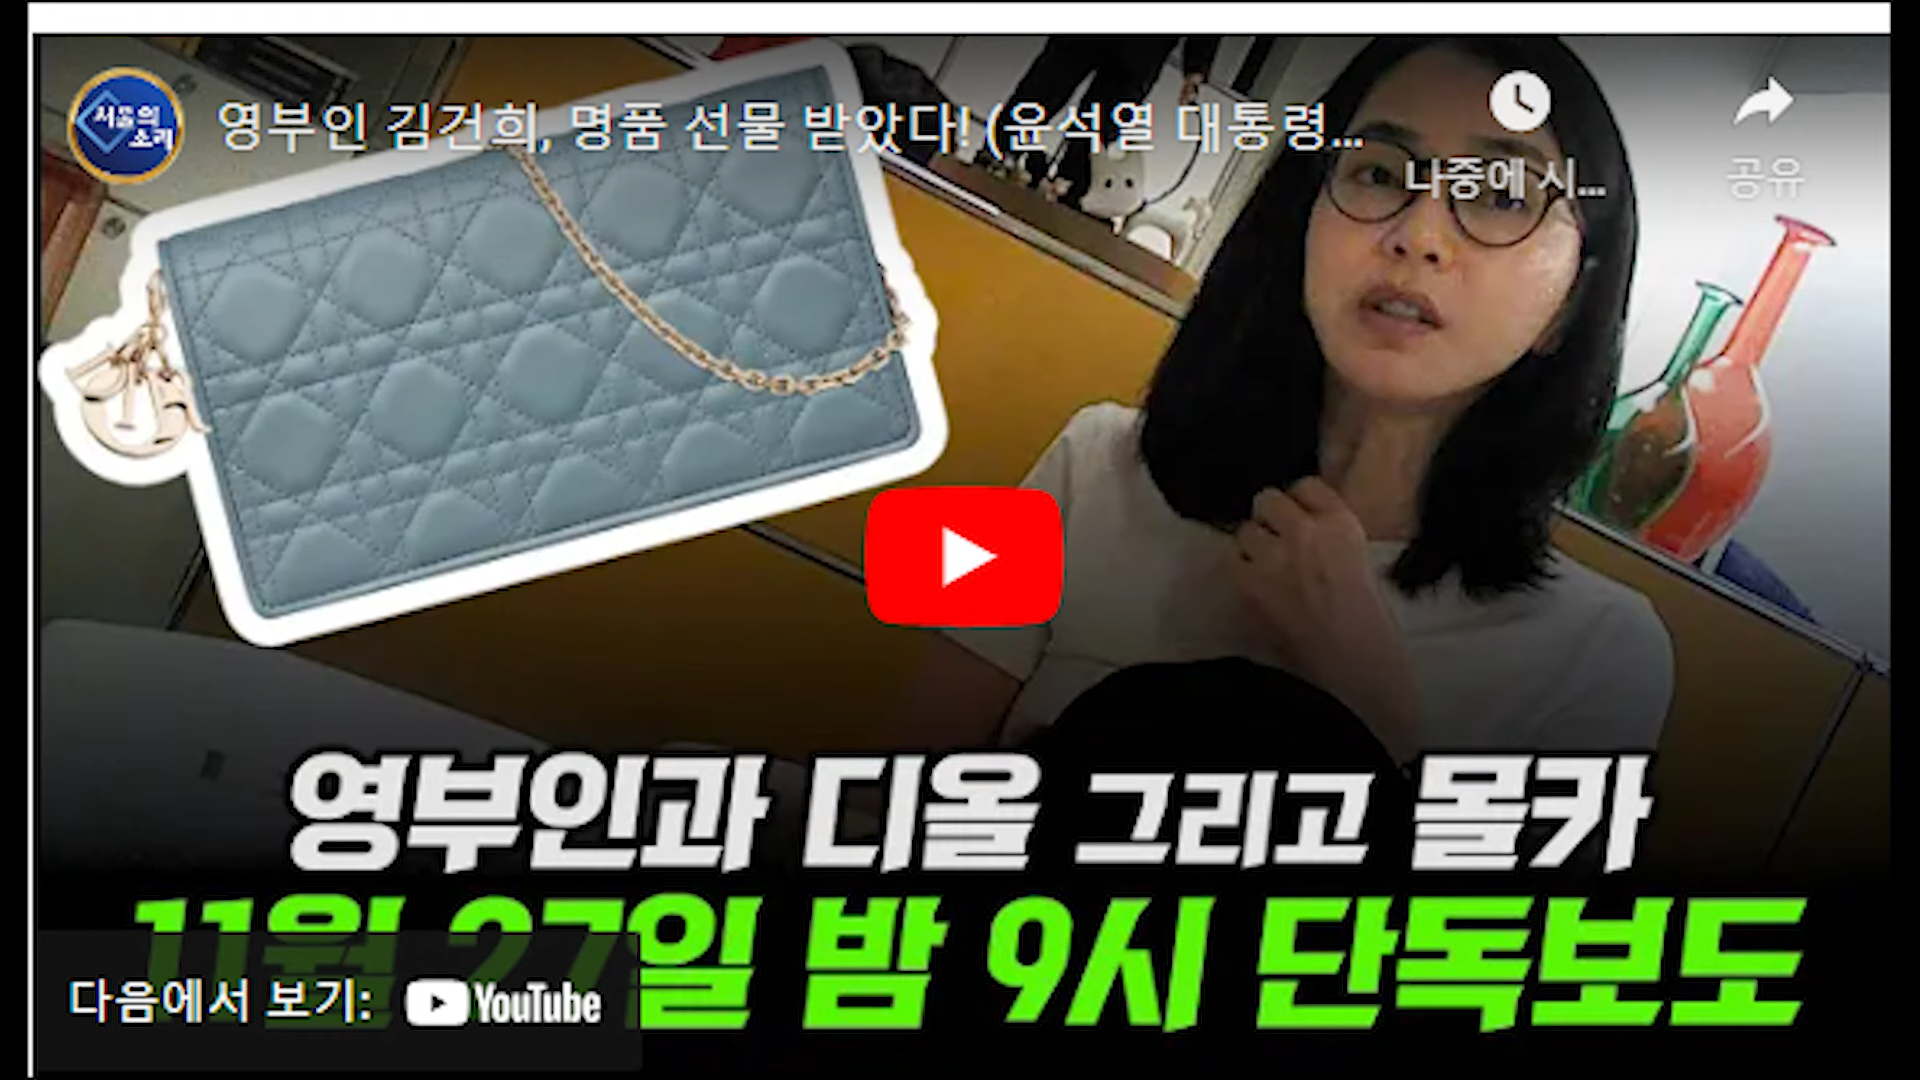 서울의
소리
영부인 김건희, 명품 선물 받았다! (윤석열 대통령...
나중에 시...
공유
영부인과 디올 그리고 몰카
11월 27일 밤 9시 단독보도
다음에서 보기: YouTube